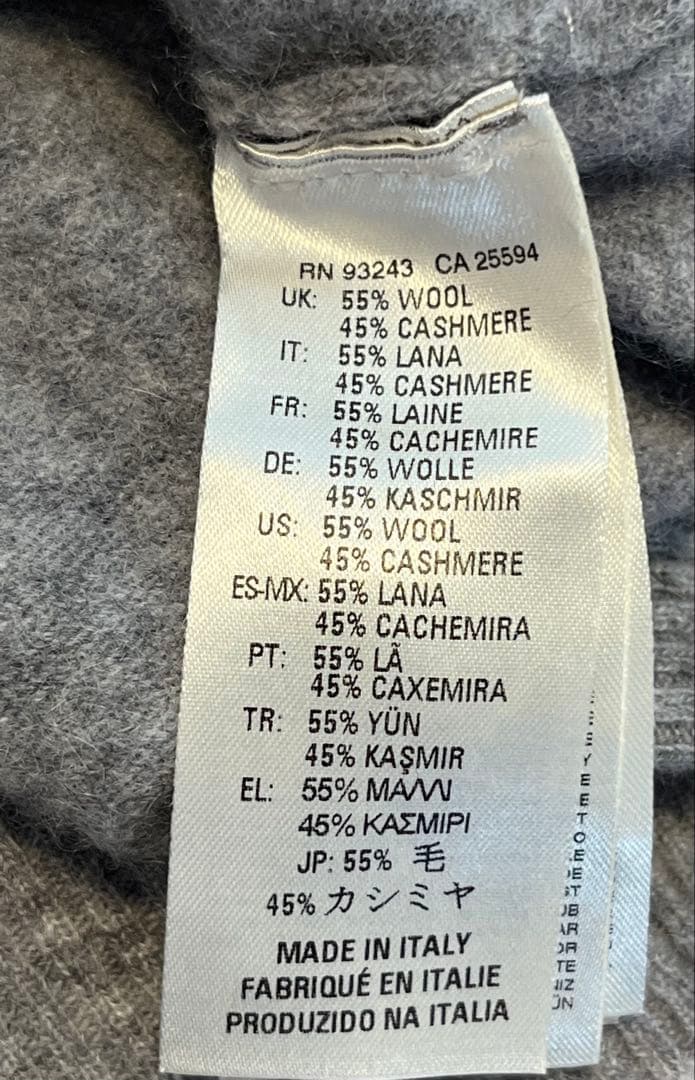 RN 93243 CA 25594
UK: 55% WOOL
45% CASHMERE
IT: 55% LANA
45% CASHMERE
FR: 55% LAINE
45% CACHEMIRE
DE: 55% WOLLE
45% KASCHMIR
US: 55% WOOL
45% CASHMERE
ES-MX: 55% LANA
45% CACHEMIRA
PT: 55% LÃ
45% CAXEMIRA
TR: 55% YÜN
45% KAŞMIR
EL: 55% ΜΑΛΛΙ
45% ΚΑΣΜΙΡΙ
JP: 55% 毛
45% カシミヤ
MADE IN ITALY
FABRIQUÉ EN ITALIE
PRODUZIDO NA ITALIA